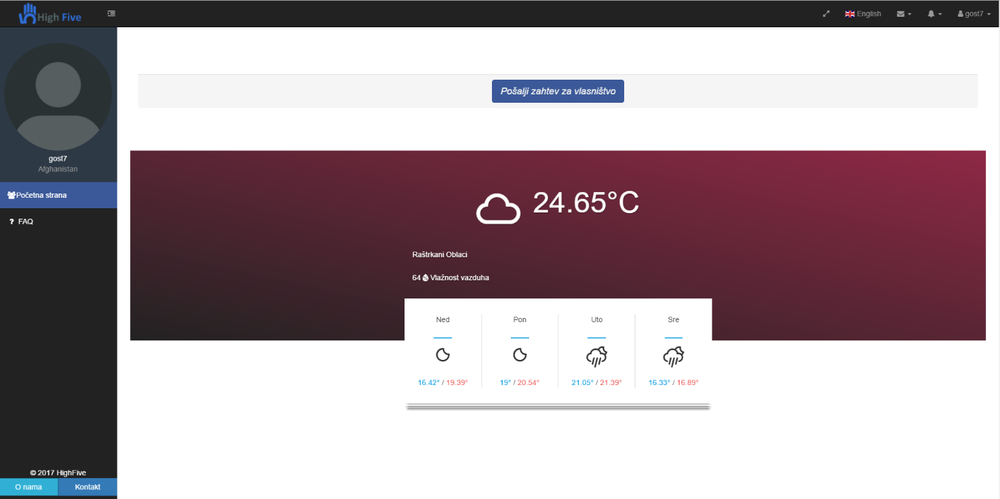 High Five
English
gost7
gost7
Afghanistan
Početna strana
? FAQ
© 2017 HighFive
O nama
Kontakt
Pošalji zahtev za vlasništvo
24.65°C
Raštrkani Oblaci
64 Vlažnost vazduha
Ned
Pon
Uto
Sre
16.42° / 19.39°
19° / 20.54°
21.05° / 21.39°
16.33° / 16.89°